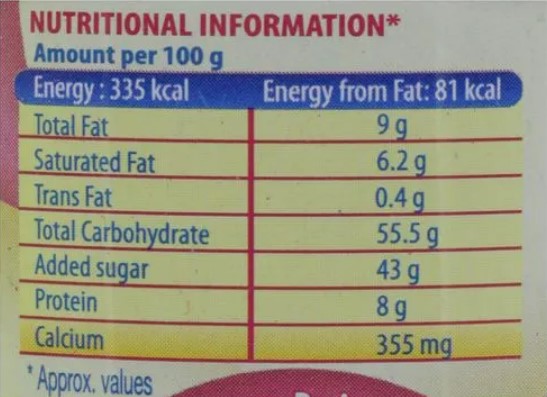 NUTRITIONAL INFORMATION*
Amount per 100 g
Energy : 335 kcal Energy from Fat: 81 kcal
Total Fat 9 g
Saturated Fat 6.2 g
Trans Fat 0.4 g
Total Carbohydrate 55.5 g
Added sugar 43 g
Protein 8 g
Calcium 355 mg
* Approx. values